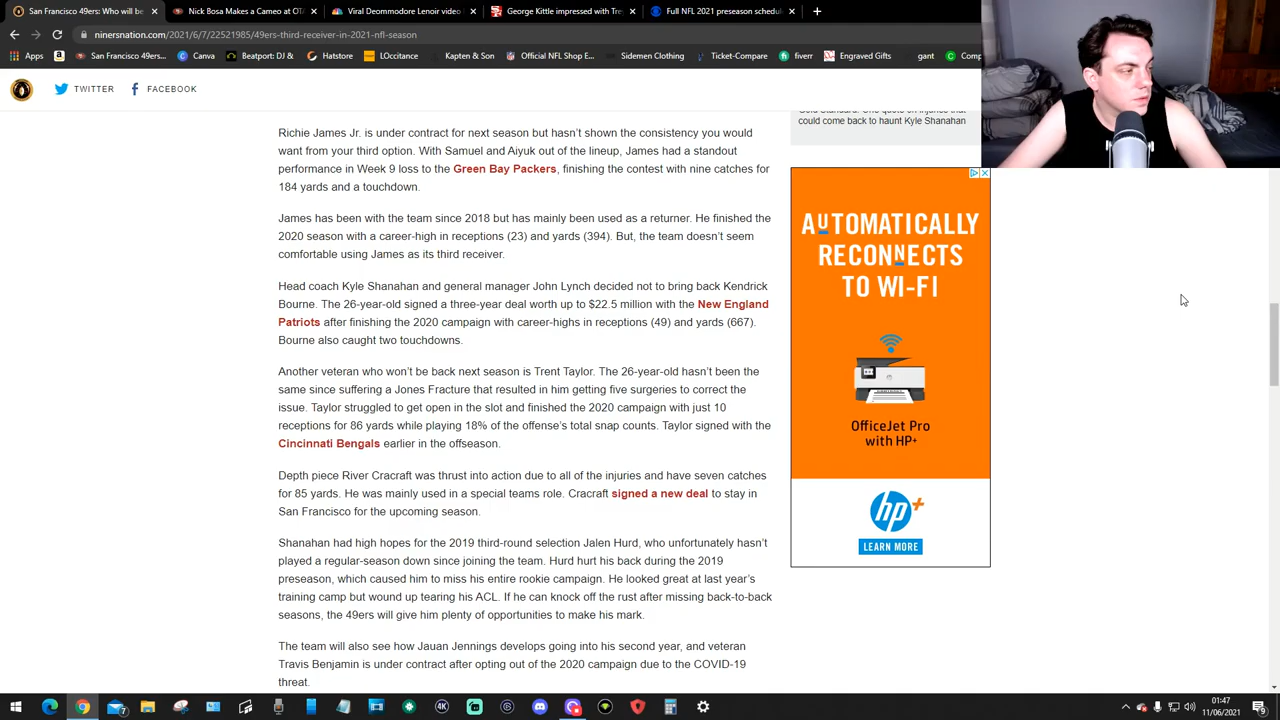 San Francisco 49ers: Who will be
Nick Bosa Makes a Cameo at OTA
Viral Deommodore Lenoir video
George Kittle impressed with Trey
Full NFL 2021 preseason schedul
ninersnation.com/2021/6/7/22521985/49ers-third-receiver-in-2021-nfl-season
Apps
San Francisco 49ers...
Canva
Beatport: DJ &
Hatstore
LOccitance
Kapten & Son
Official NFL Shop E...
Sidemen Clothing
Ticket-Compare
fiverr
Engraved Gifts
gant
Comp
TWITTER
FACEBOOK
could come back to haunt Kyle Shanahan
Richie James Jr. is under contract for next season but hasn't shown the consistency you would
want from your third option. With Samuel and Aiyuk out of the lineup, James had a standout
performance in Week 9 loss to the Green Bay Packers, finishing the contest with nine catches for
184 yards and a touchdown.
James has been with the team since 2018 but has mainly been used as a returner. He finished the
2020 season with a career-high in receptions (23) and yards (394). But, the team doesn't seem
comfortable using James as its third receiver.
Head coach Kyle Shanahan and general manager John Lynch decided not to bring back Kendrick
Bourne. The 26-year-old signed a three-year deal worth up to $22.5 million with the New England
Patriots after finishing the 2020 campaign with career-highs in receptions (49) and yards (667).
Bourne also caught two touchdowns.
Another veteran who won't be back next season is Trent Taylor. The 26-year-old hasn't been the
same since suffering a Jones Fracture that resulted in him getting five surgeries to correct the
issue. Taylor struggled to get open in the slot and finished the 2020 campaign with just 10
receptions for 86 yards while playing 18% of the offense's total snap counts. Taylor signed with the
Cincinnati Bengals earlier in the offseason.
Depth piece River Cracraft was thrust into action due to all of the injuries and have seven catches
for 85 yards. He was mainly used in a special teams role. Cracraft signed a new deal to stay in
San Francisco for the upcoming season.
Shanahan had high hopes for the 2019 third-round selection Jalen Hurd, who unfortunately hasn't
played a regular-season down since joining the team. Hurd hurt his back during the 2019
preseason, which caused him to miss his entire rookie campaign. He looked great at last year's
training camp but wound up tearing his ACL. If he can knock off the rust after missing back-to-back
seasons, the 49ers will give him plenty of opportunities to make his mark.
The team will also see how Jauan Jennings develops going into his second year, and veteran
Travis Benjamin is under contract after opting out of the 2020 campaign due to the COVID-19
threat.
AUTOMATICALLY
RECONNECTS
TO WI-FI
OfficeJet Pro
with HP+
hp+
LEARN MORE
01:47
11/06/2021